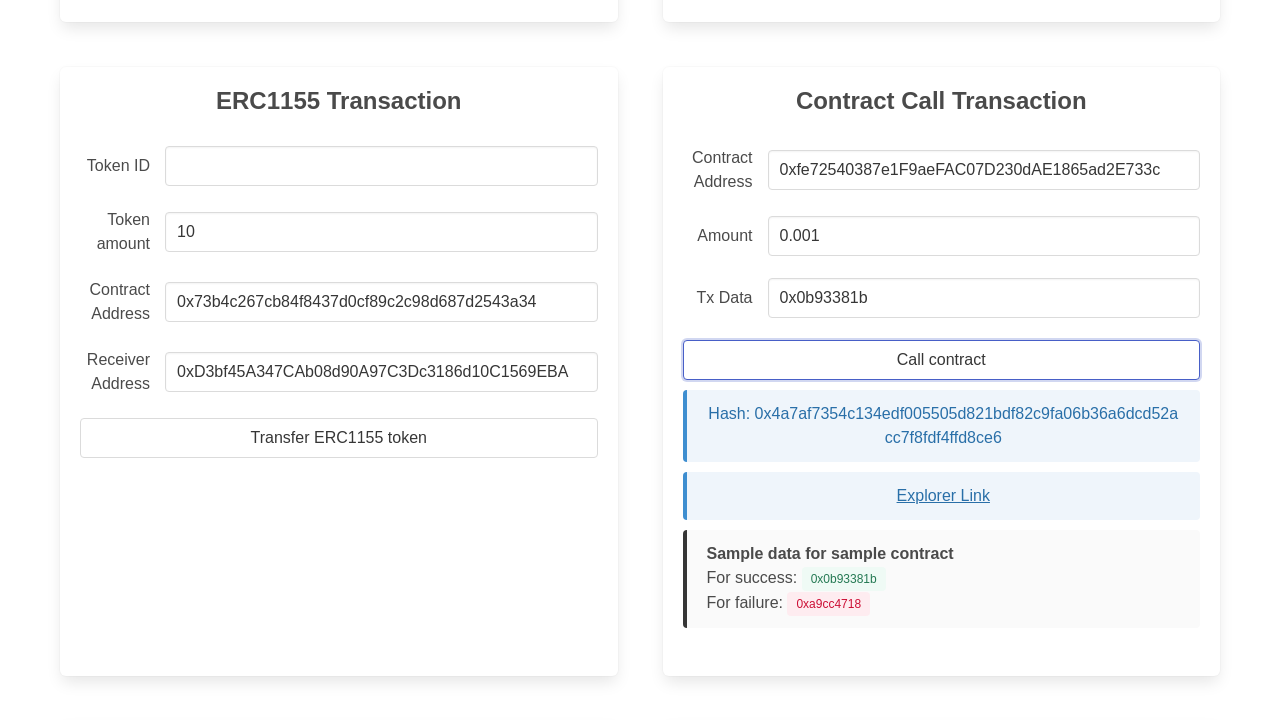 ERC1155 Transaction
Token ID
Token
amount
10
Contract
Address
0x73b4c267cb84f8437d0cf89c2c98d687d2543a34
Receiver
Address
0xD3bf45A347CAb08d90A97C3Dc3186d10C1569EBA
Transfer ERC1155 token
Contract Call Transaction
Contract
Address
0xfe72540387e1F9aeFAC07D230dAE1865ad2E733c
Amount
0.001
Tx Data
0x0b93381b
Call contract
Hash: 0x4a7af7354c134edf005505d821bdf82c9fa06b36a6dcd52a
cc7f8fdf4ffd8ce6
Explorer Link
Sample data for sample contract
For success: 0x0b93381b
For failure: 0xa9cc4718